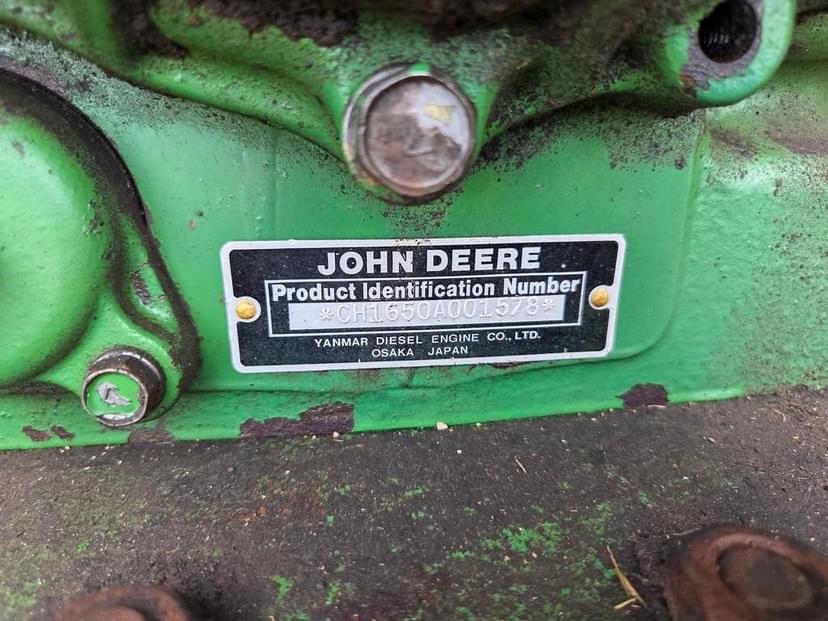 JOHN DEERE
Product Identification Number
*CH1650A001578*
YANMAR DIESEL ENGINE CO., LTD.
OSAKA JAPAN